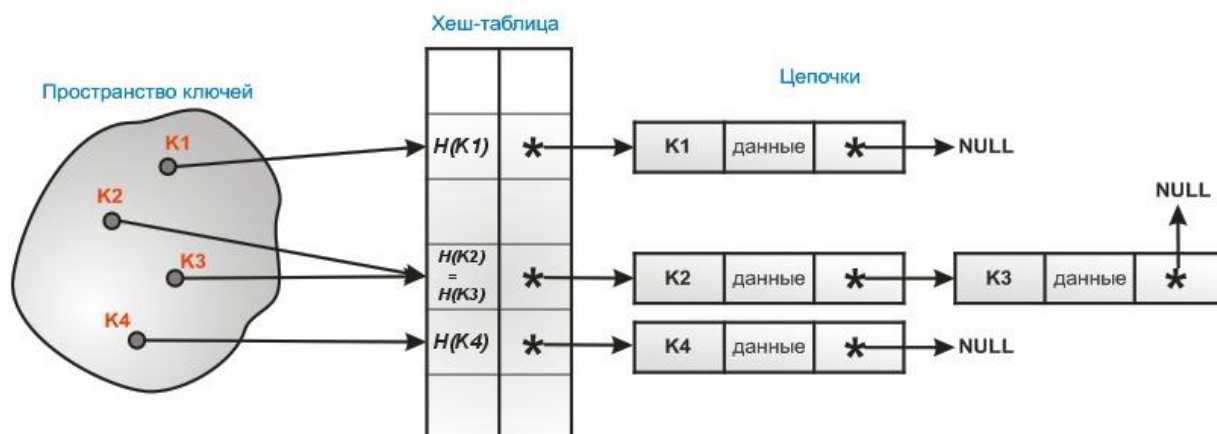 Хеш-таблица
Пространство ключей
Цепочки
K1
H(K1)
*
K1
данные
*
NULL
K2
NULL
K3
H(K2)
=
H(K3)
*
K2
данные
*
K3
данные
*
K4
H(K4)
*
K4
данные
*
NULL